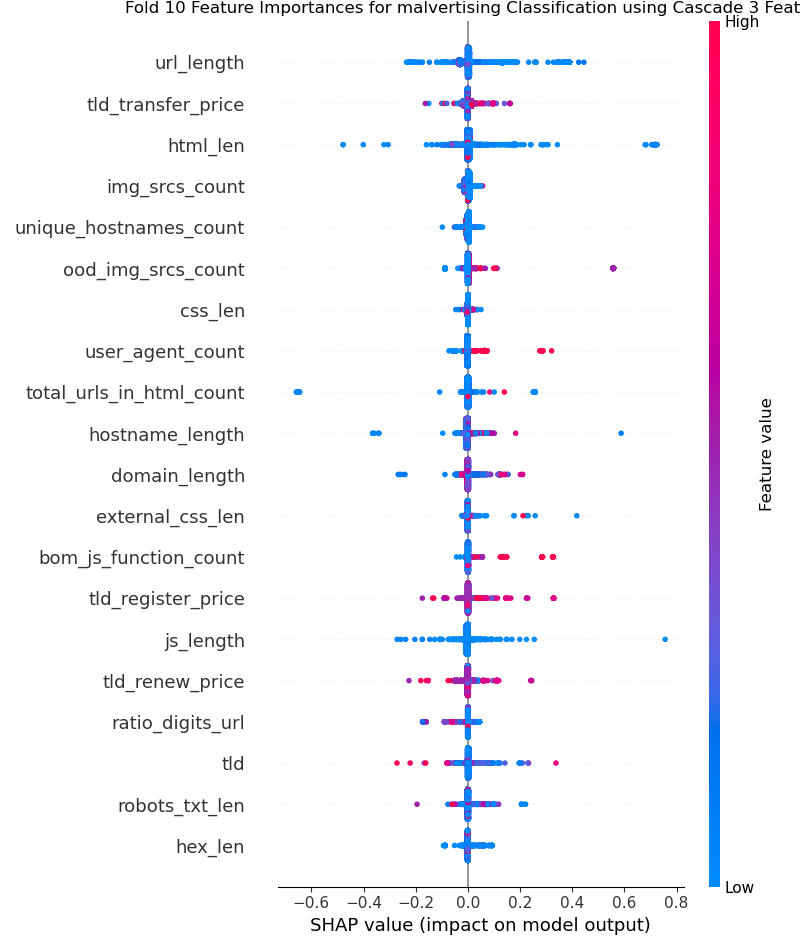 Fold 10 Feature Importances for malvertising Classification using Cascade 3 Feat
High
url_length
tld_transfer_price
html_len
img_srcs_count
unique_hostnames_count
ood_img_srcs_count
css_len
user_agent_count
total_urls_in_html_count
hostname_length
domain_length
external_css_len
bom_js_function_count
tld_register_price
js_length
tld_renew_price
ratio_digits_url
tld
robots_txt_len
hex_len
Feature value
Low
−0.6 −0.4 −0.2 0.0 0.2 0.4 0.6 0.8
SHAP value (impact on model output)